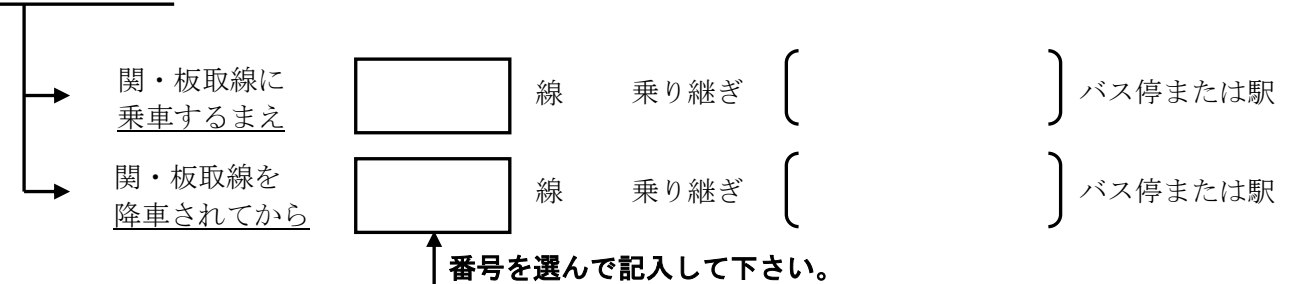 関・板取線に
乗車するまえ
線 乗り継ぎ バス停または駅
関・板取線を
降車されてから
線 乗り継ぎ バス停または駅
番号を選んで記入して下さい。